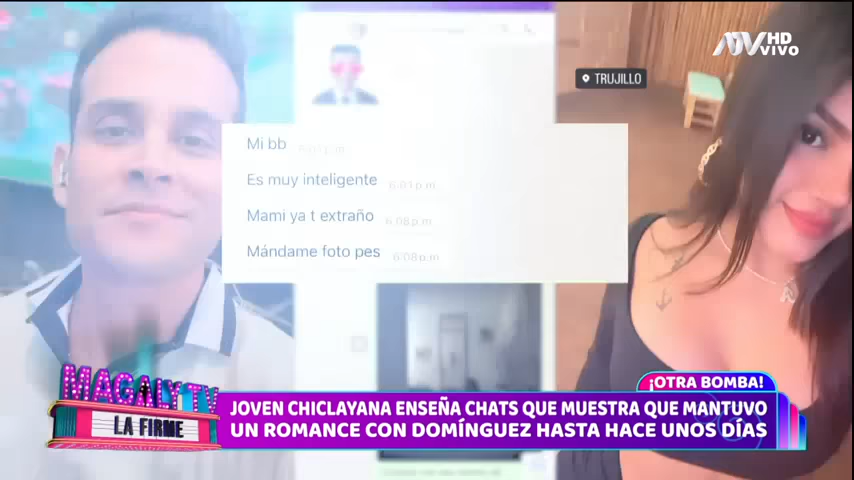 ATV HD
VIVO
TRUJILLO
Mi bb
Es muy inteligente 6:01 p.m.
Mami ya t extraño 6:08 p.m.
Mándame foto pes 6:08 p.m.
¡OTRA BOMBA!
MAGALY TV
LA FIRME
JOVEN CHICLAYANA ENSEÑA CHATS QUE MUESTRA QUE MANTUVO
UN ROMANCE CON DOMÍNGUEZ HASTA HACE UNOS DÍAS